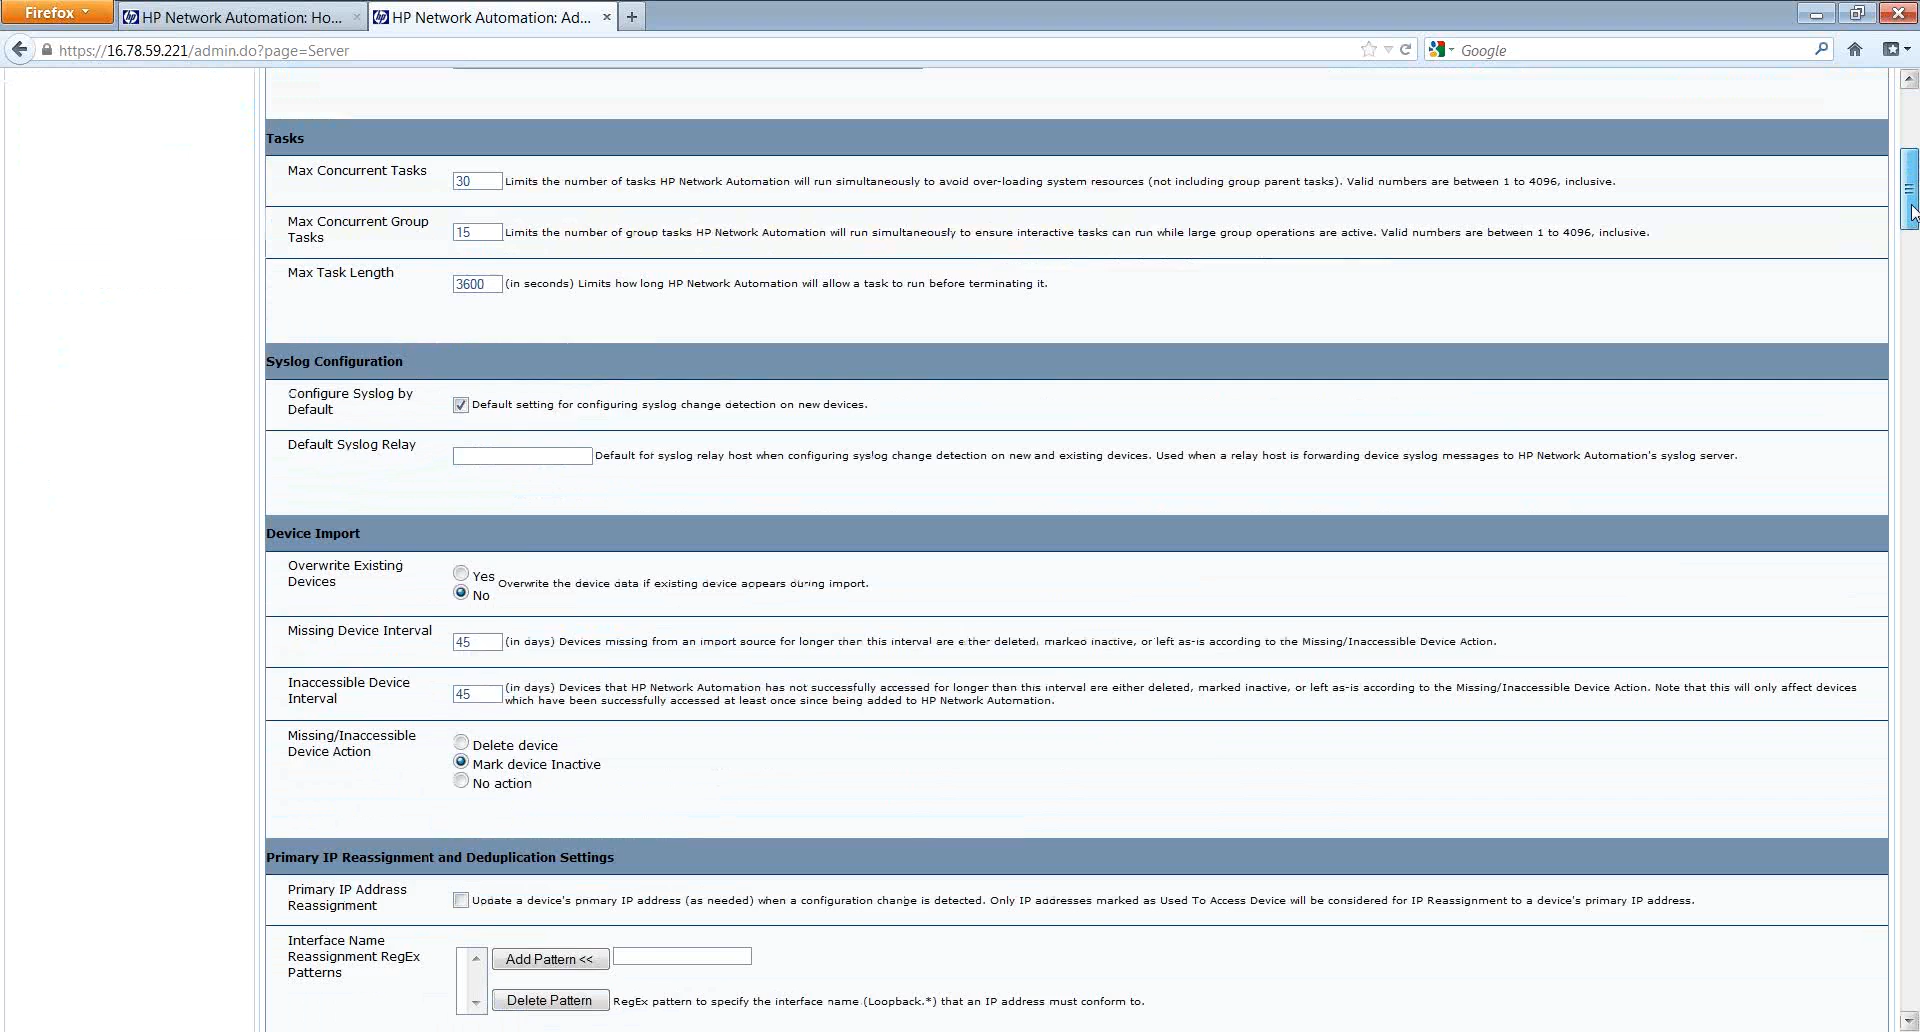 Firefox
HP Network Automation: Ho...
HP Network Automation: Ad...
https://16.78.59.221/admin.do?page=Server
Google
Tasks
Max Concurrent Tasks
30 Limits the number of tasks HP Network Automation will run simultaneously to avoid over-loading system resources (not including group parent tasks). Valid numbers are between 1 to 4096, inclusive.
Max Concurrent Group
Tasks
15 Limits the number of group tasks HP Network Automation will run simultaneously to ensure interactive tasks can run while large group operations are active. Valid numbers are between 1 to 4096, inclusive.
Max Task Length
3600 (in seconds) Limits how long HP Network Automation will allow a task to run before terminating it.
Syslog Configuration
Configure Syslog by
Default
Default setting for configuring syslog change detection on new devices.
Default Syslog Relay
Default for syslog relay host when configuring syslog change detection on new and existing devices. Used when a relay host is forwarding device syslog messages to HP Network Automation's syslog server.
Device Import
Overwrite Existing
Devices
Yes
No
Overwrite the device data if existing device appears during import.
Missing Device Interval
45 (in days) Devices missing from an import source for longer than this interval are either deleted, marked inactive, or left as-is according to the Missing/Inaccessible Device Action.
Inaccessible Device
Interval
45 (in days) Devices that HP Network Automation has not successfully accessed for longer than this interval are either deleted, marked inactive, or left as-is according to the Missing/Inaccessible Device Action. Note that this will only affect devices
which have been successfully accessed at least once since being added to HP Network Automation.
Missing/Inaccessible
Device Action
Delete device
Mark device Inactive
No action
Primary IP Reassignment and Deduplication Settings
Primary IP Address
Reassignment
Update a device's primary IP address (as needed) when a configuration change is detected. Only IP addresses marked as Used To Access Device will be considered for IP Reassignment to a device's primary IP address.
Interface Name
Reassignment RegEx
Patterns
Add Pattern <<
Delete Pattern
RegEx pattern to specify the interface name (Loopback.*) that an IP address must conform to.